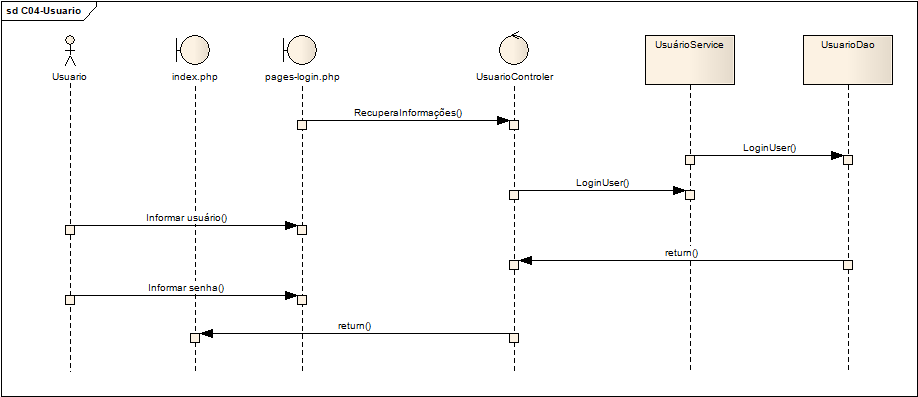 sd C04-Usuario
UsuárioService
UsuarioDao
Usuario
index.php
pages-login.php
UsuarioControler
RecuperaInformações()
LoginUser()
LoginUser()
Informar usuário()
return()
Informar senha()
return()